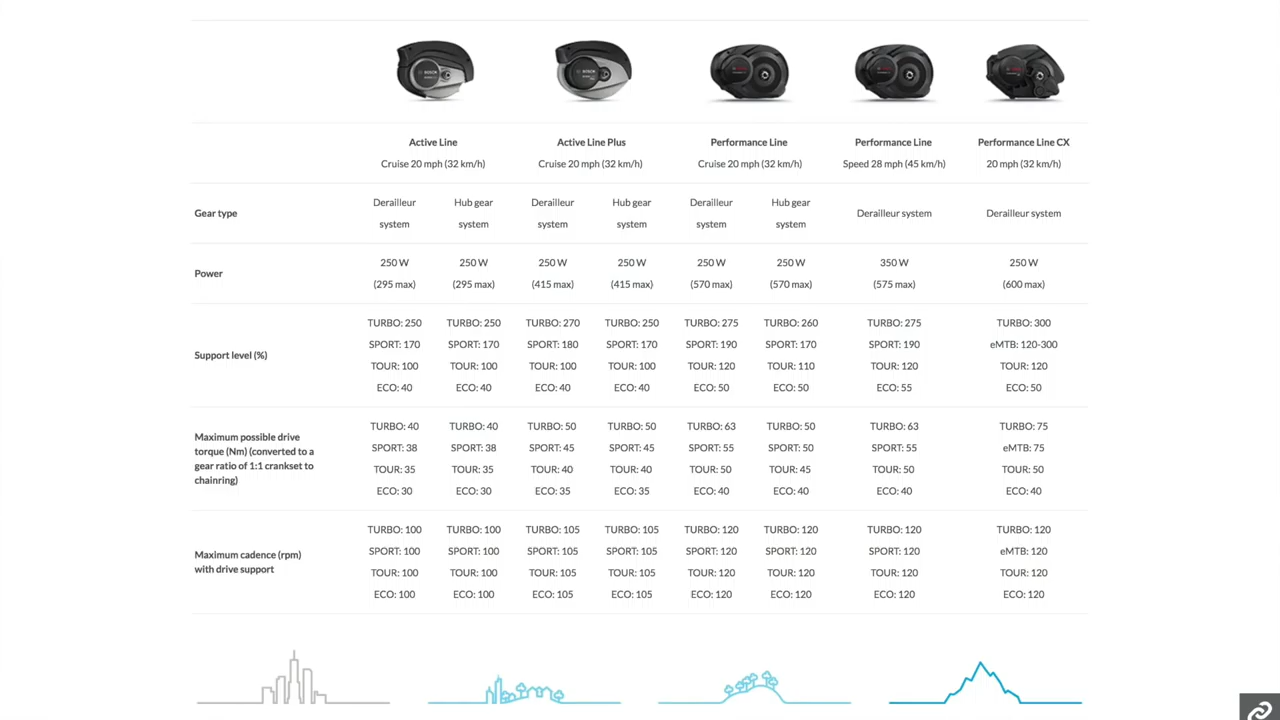 BOSCH
BOSCH
Active Line
Active Line Plus
Performance Line
Performance Line
Performance Line CX
Cruise 20 mph (32 km/h)
Cruise 20 mph (32 km/h)
Cruise 20 mph (32 km/h)
Speed 28 mph (45 km/h)
20 mph (32 km/h)
Gear type
Derailleur
system
Hub gear
system
Derailleur
system
Hub gear
system
Derailleur
system
Hub gear
system
Derailleur system
Derailleur system
Power
250 W
(295 max)
250 W
(295 max)
250 W
(415 max)
250 W
(415 max)
250 W
(570 max)
250 W
(570 max)
350 W
(575 max)
250 W
(600 max)
Support level (%)
TURBO: 250
SPORT: 170
TOUR: 100
ECO: 40
TURBO: 250
SPORT: 170
TOUR: 100
ECO: 40
TURBO: 270
SPORT: 180
TOUR: 100
ECO: 40
TURBO: 250
SPORT: 170
TOUR: 100
ECO: 40
TURBO: 275
SPORT: 190
TOUR: 120
ECO: 50
TURBO: 260
SPORT: 170
TOUR: 110
ECO: 50
TURBO: 275
SPORT: 190
TOUR: 120
ECO: 55
TURBO: 300
eMTB: 120-300
TOUR: 120
ECO: 50
Maximum possible drive
torque (Nm) (converted to a
gear ratio of 1:1 crankset to
chainring)
TURBO: 40
SPORT: 38
TOUR: 35
ECO: 30
TURBO: 40
SPORT: 38
TOUR: 35
ECO: 30
TURBO: 50
SPORT: 45
TOUR: 40
ECO: 35
TURBO: 50
SPORT: 45
TOUR: 40
ECO: 35
TURBO: 63
SPORT: 55
TOUR: 50
ECO: 40
TURBO: 50
SPORT: 50
TOUR: 45
ECO: 40
TURBO: 63
SPORT: 55
TOUR: 50
ECO: 40
TURBO: 75
eMTB: 75
TOUR: 50
ECO: 40
Maximum cadence (rpm)
with drive support
TURBO: 100
SPORT: 100
TOUR: 100
ECO: 100
TURBO: 100
SPORT: 100
TOUR: 100
ECO: 100
TURBO: 105
SPORT: 105
TOUR: 105
ECO: 105
TURBO: 105
SPORT: 105
TOUR: 105
ECO: 105
TURBO: 120
SPORT: 120
TOUR: 120
ECO: 120
TURBO: 120
SPORT: 120
TOUR: 120
ECO: 120
TURBO: 120
SPORT: 120
TOUR: 120
ECO: 120
TURBO: 120
eMTB: 120
TOUR: 120
ECO: 120